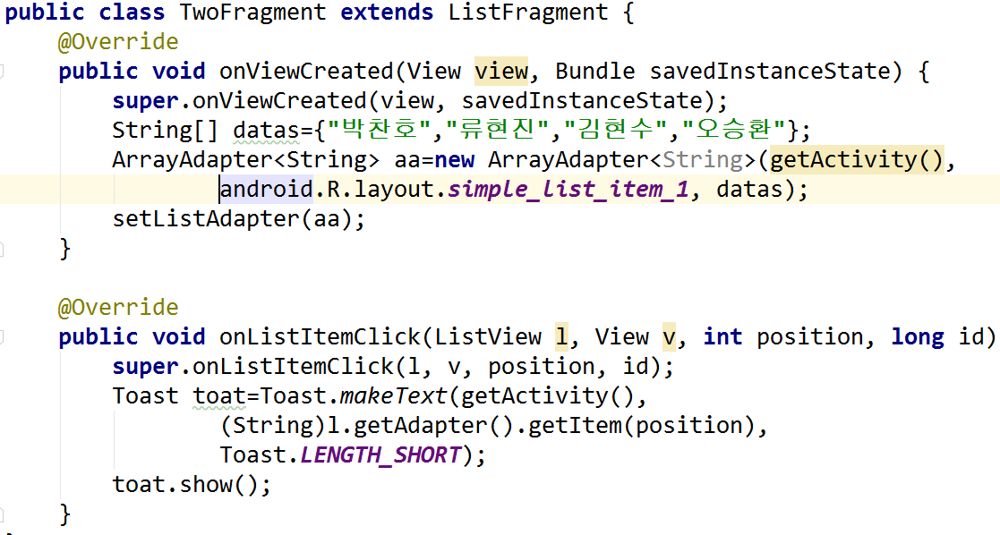 public class TwoFragment extends ListFragment {
@Override
public void onViewCreated(View view, Bundle savedInstanceState) {
super.onViewCreated(view, savedInstanceState);
String[] datas={"박찬호","류현진","김현수","오승환"};
ArrayAdapter<String> aa=new ArrayAdapter<String>(getActivity(),
android.R.layout.simple_list_item_1, datas);
setListAdapter(aa);
}
@Override
public void onListItemClick(ListView l, View v, int position, long id)
super.onListItemClick(l, v, position, id);
Toast toat=Toast.makeText(getActivity(),
(String)l.getAdapter().getItem(position),
Toast.LENGTH_SHORT);
toat.show();
}